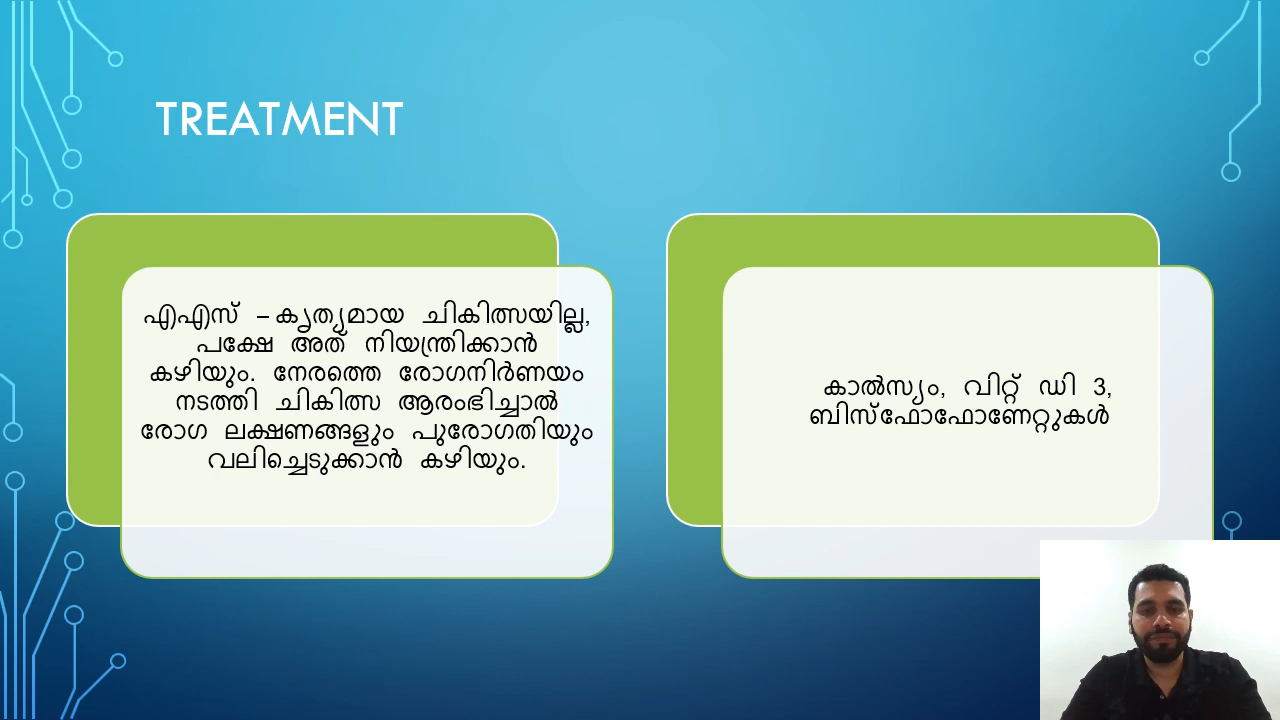 TREATMENT
എഎസ് – കൃത്യമായ ചികിത്സയില്ല,
പക്ഷേ അത് നിയന്ത്രിക്കാൻ
കഴിയും. നേരത്തെ രോഗനിർണയം
നടത്തി ചികിത്സ ആരംഭിച്ചാൽ
രോഗ ലക്ഷണങ്ങളും പുരോഗതിയും
വലിച്ചെടുക്കാൻ കഴിയും.
കാൽസ്യം, വിറ്റ് ഡി 3,
ബിസ്ഫോഫോണേറ്റുകൾ